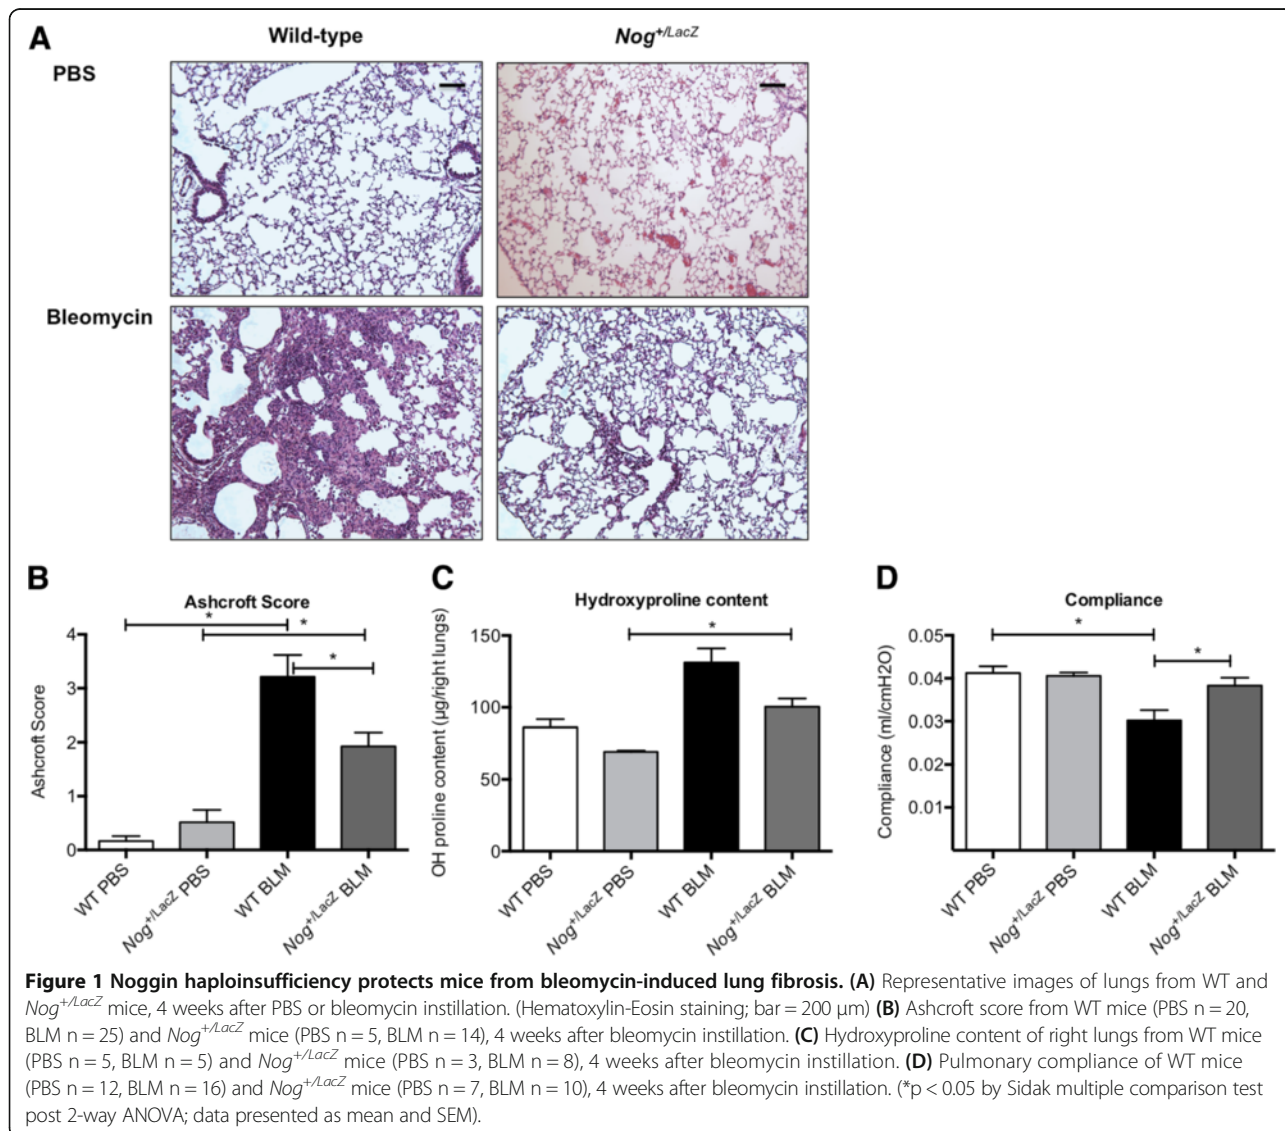 A
Wild-type
Nog+/LacZ
PBS
Bleomycin
B
Ashcroft Score
*
*
*
Ashcroft Score
4
3
2
1
0
WT PBS
Nog+/LacZ PBS
WT BLM
Nog+/LacZ BLM
C
Hydroxyproline content
*
OH proline content (µg/right lungs)
150
100
50
0
WT PBS
Nog+/LacZ PBS
WT BLM
Nog+/LacZ BLM
D
Compliance
*
*
Compliance (ml/cmH2O)
0.05
0.04
0.03
0.02
0.01
WT PBS
Nog+/LacZ PBS
WT BLM
Nog+/LacZ BLM
Figure 1 Noggin haploinsufficiency protects mice from bleomycin-induced lung fibrosis. (A) Representative images of lungs from WT and
Nog+/LacZ mice, 4 weeks after PBS or bleomycin instillation. (Hematoxylin-Eosin staining; bar = 200 µm) (B) Ashcroft score from WT mice (PBS n = 20,
BLM n = 25) and Nog+/LacZ mice (PBS n = 5, BLM n = 14), 4 weeks after bleomycin instillation. (C) Hydroxyproline content of right lungs from WT mice
(PBS n = 5, BLM n = 5) and Nog+/LacZ mice (PBS n = 3, BLM n = 8), 4 weeks after bleomycin instillation. (D) Pulmonary compliance of WT mice
(PBS n = 12, BLM n = 16) and Nog+/LacZ mice (PBS n = 7, BLM n = 10), 4 weeks after bleomycin instillation. (*p < 0.05 by Sidak multiple comparison test
post 2-way ANOVA; data presented as mean and SEM).